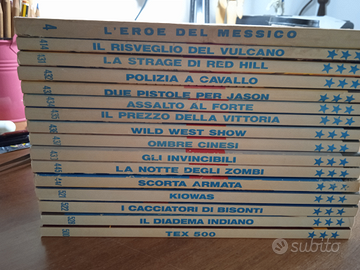 4 L'EROE DEL MESSICO
IL RISVEGLIO DEL VULCANO
LA STRAGE DI RED HILL
POLIZIA A CAVALLO
DUE PISTOLE PER JASON
ASSALTO AL FORTE
IL PREZZO DELLA VITTORIA
WILD WEST SHOW
OMBRE CINESI
GLI INVINCIBILI
LA NOTTE DEGLI ZOMBI
SCORTA ARMATA
KIOWAS
I CACCIATORI DI BISONTI
IL DIADEMA INDIANO
TEX 500
subito